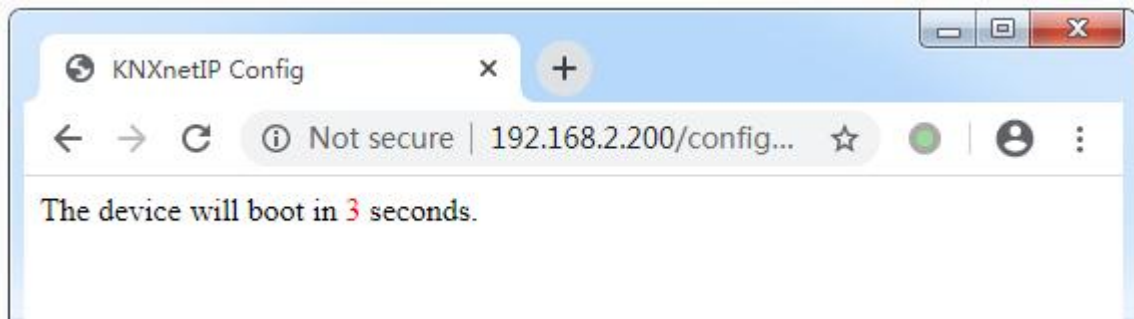 KNXnetIP Config
Not secure | 192.168.2.200/config...
The device will boot in 3 seconds.